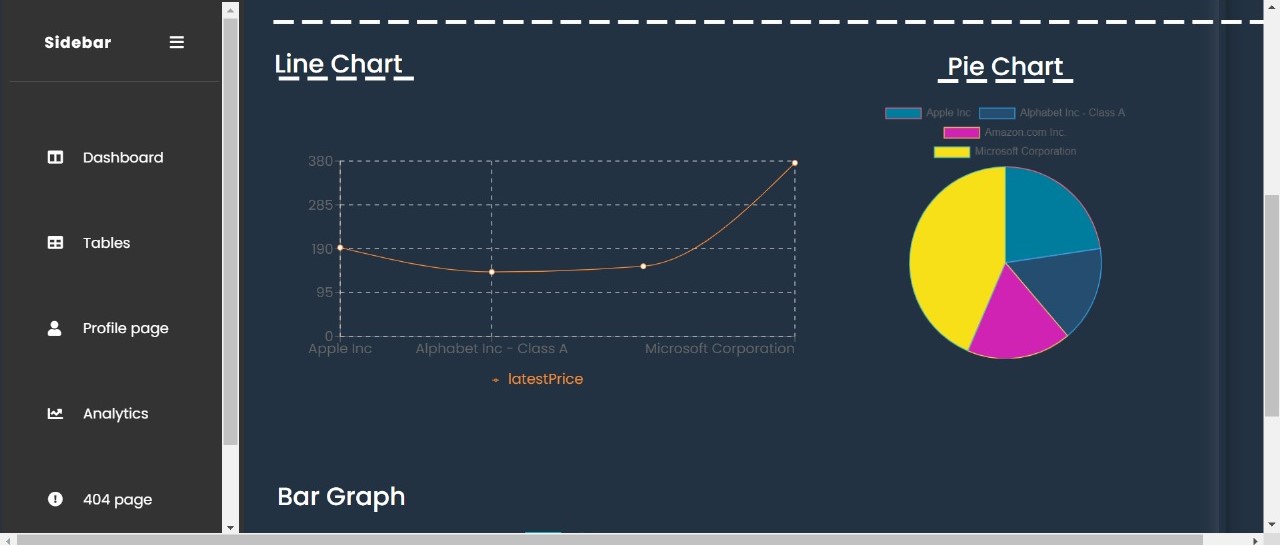 Sidebar
Dashboard
Tables
Profile page
Analytics
404 page
Line Chart
380
285
190
95
0
Apple Inc
Alphabet Inc - Class A
Microsoft Corporation
latestPrice
Pie Chart
Apple Inc
Alphabet Inc - Class A
Amazon.com Inc.
Microsoft Corporation
Bar Graph